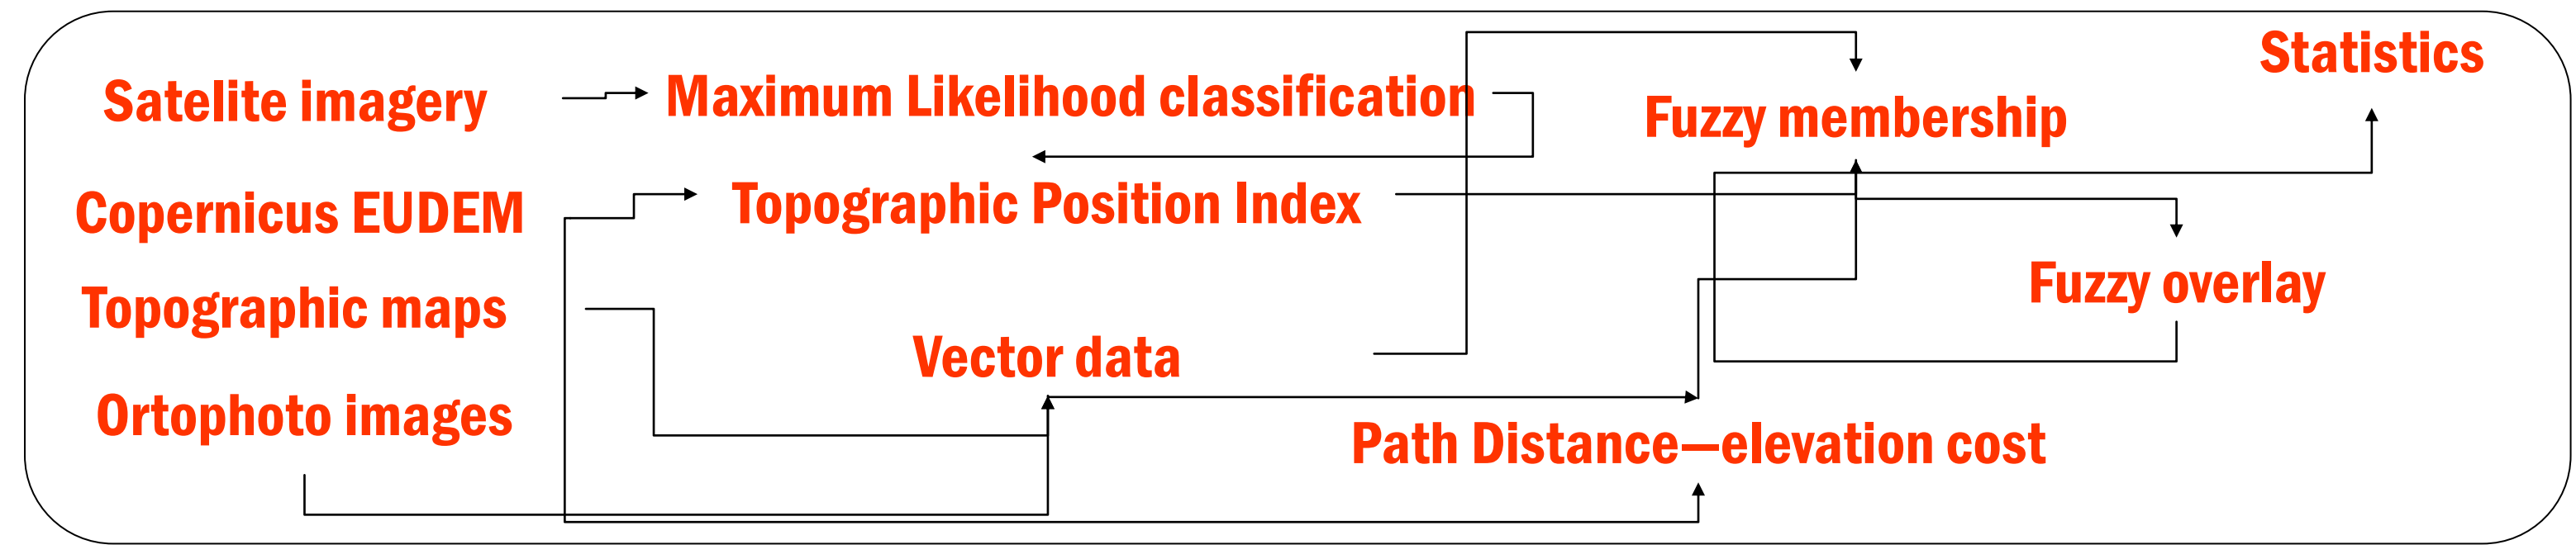 Satelite imagery
Copernicus EUDEM
Topographic maps
Ortophoto images
Maximum Likelihood classification
Topographic Position Index
Vector data
Path Distance—elevation cost
Fuzzy membership
Fuzzy overlay
Statistics